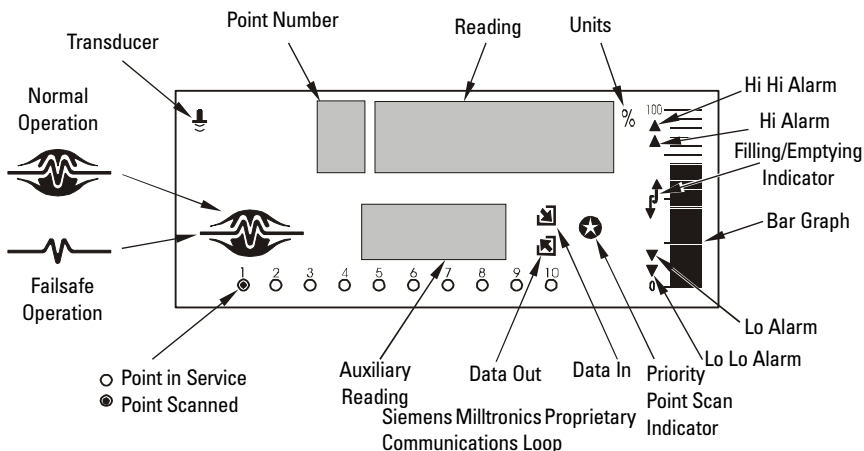 Point Number
Reading
Units
Transducer
Normal
Operation
Failsafe
Operation
%
100
Hi Hi Alarm
Hi Alarm
Filling/Emptying
Indicator
Bar Graph
0
1 2 3 4 5 6 7 8 9 10
Lo Alarm
Lo Lo Alarm
Point in Service
Point Scanned
Auxiliary
Reading
Data Out
Data In
Siemens Milltronics Proprietary
Communications Loop
Priority
Point Scan
Indicator